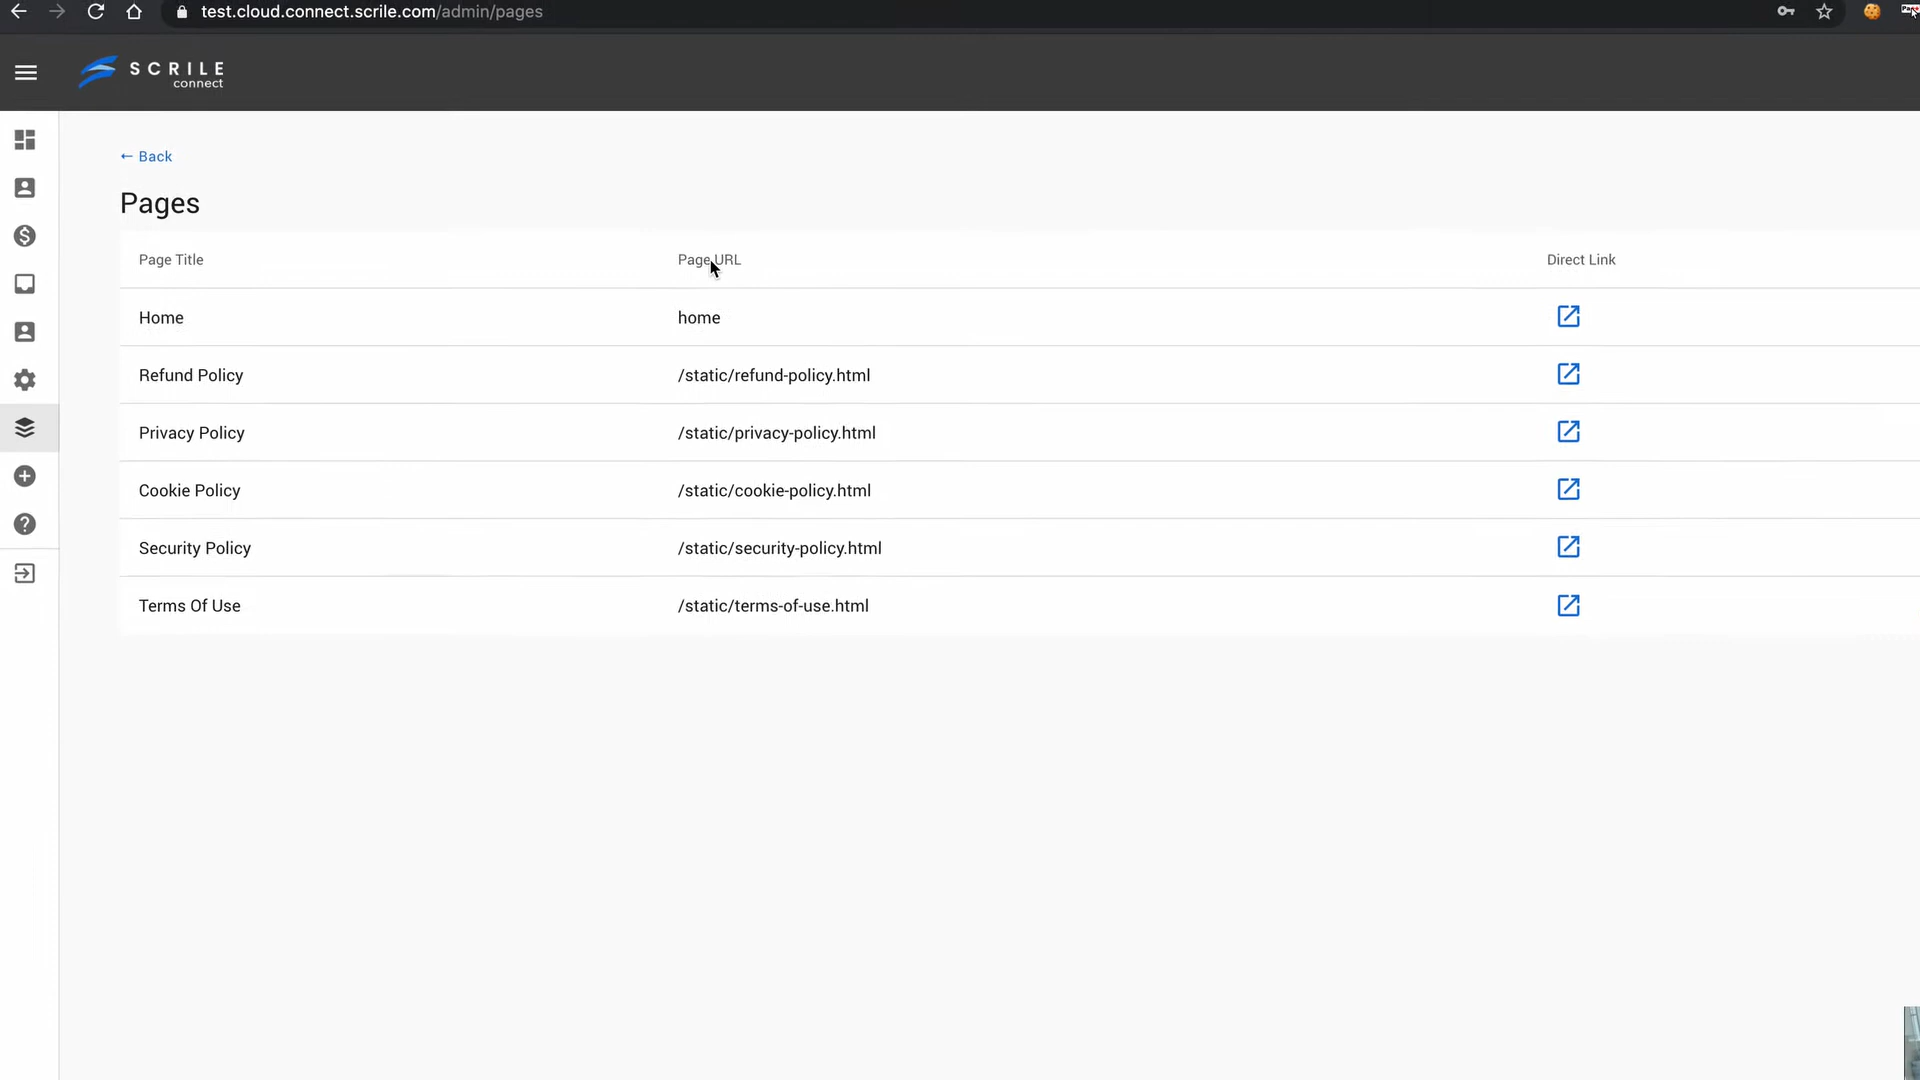 test.cloud.connect.scrile.com/admin/pages
SCRILE
connect
← Back
Pages
Page Title Page URL Direct Link
Home home
Refund Policy /static/refund-policy.html
Privacy Policy /static/privacy-policy.html
Cookie Policy /static/cookie-policy.html
Security Policy /static/security-policy.html
Terms Of Use /static/terms-of-use.html